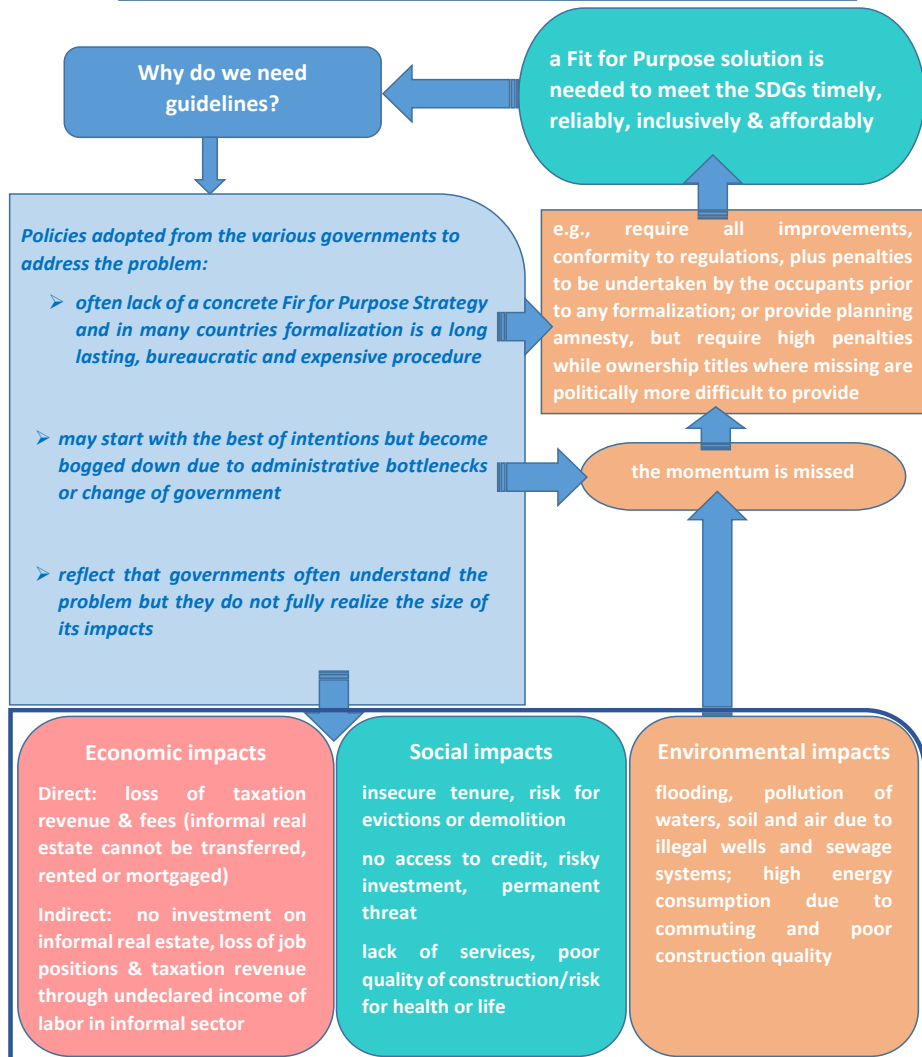 Why do we need
guidelines?
a Fit for Purpose solution is
needed to meet the SDGs timely,
reliably, inclusively & affordably
Policies adopted from the various governments to
address the problem:
➢ often lack of a concrete Fir for Purpose Strategy
and in many countries formalization is a long
lasting, bureaucratic and expensive procedure
➢ may start with the best of intentions but become
bogged down due to administrative bottlenecks
or change of government
➢ reflect that governments often understand the
problem but they do not fully realize the size of
its impacts
e.g., require all improvements,
conformity to regulations, plus penalties
to be undertaken by the occupants prior
to any formalization; or provide planning
amnesty, but require high penalties
while ownership titles where missing are
politically more difficult to provide
the momentum is missed
Economic impacts
Direct: loss of taxation
revenue & fees (informal real
estate cannot be transferred,
rented or mortgaged)
Indirect: no investment on
informal real estate, loss of job
positions & taxation revenue
through undeclared income of
labor in informal sector
Social impacts
insecure tenure, risk for
evictions or demolition
no access to credit, risky
investment, permanent
threat
lack of services, poor
quality of construction/risk
for health or life
Environmental impacts
flooding, pollution of
waters, soil and air due to
illegal wells and sewage
systems; high energy
consumption due to
commuting and poor
construction quality